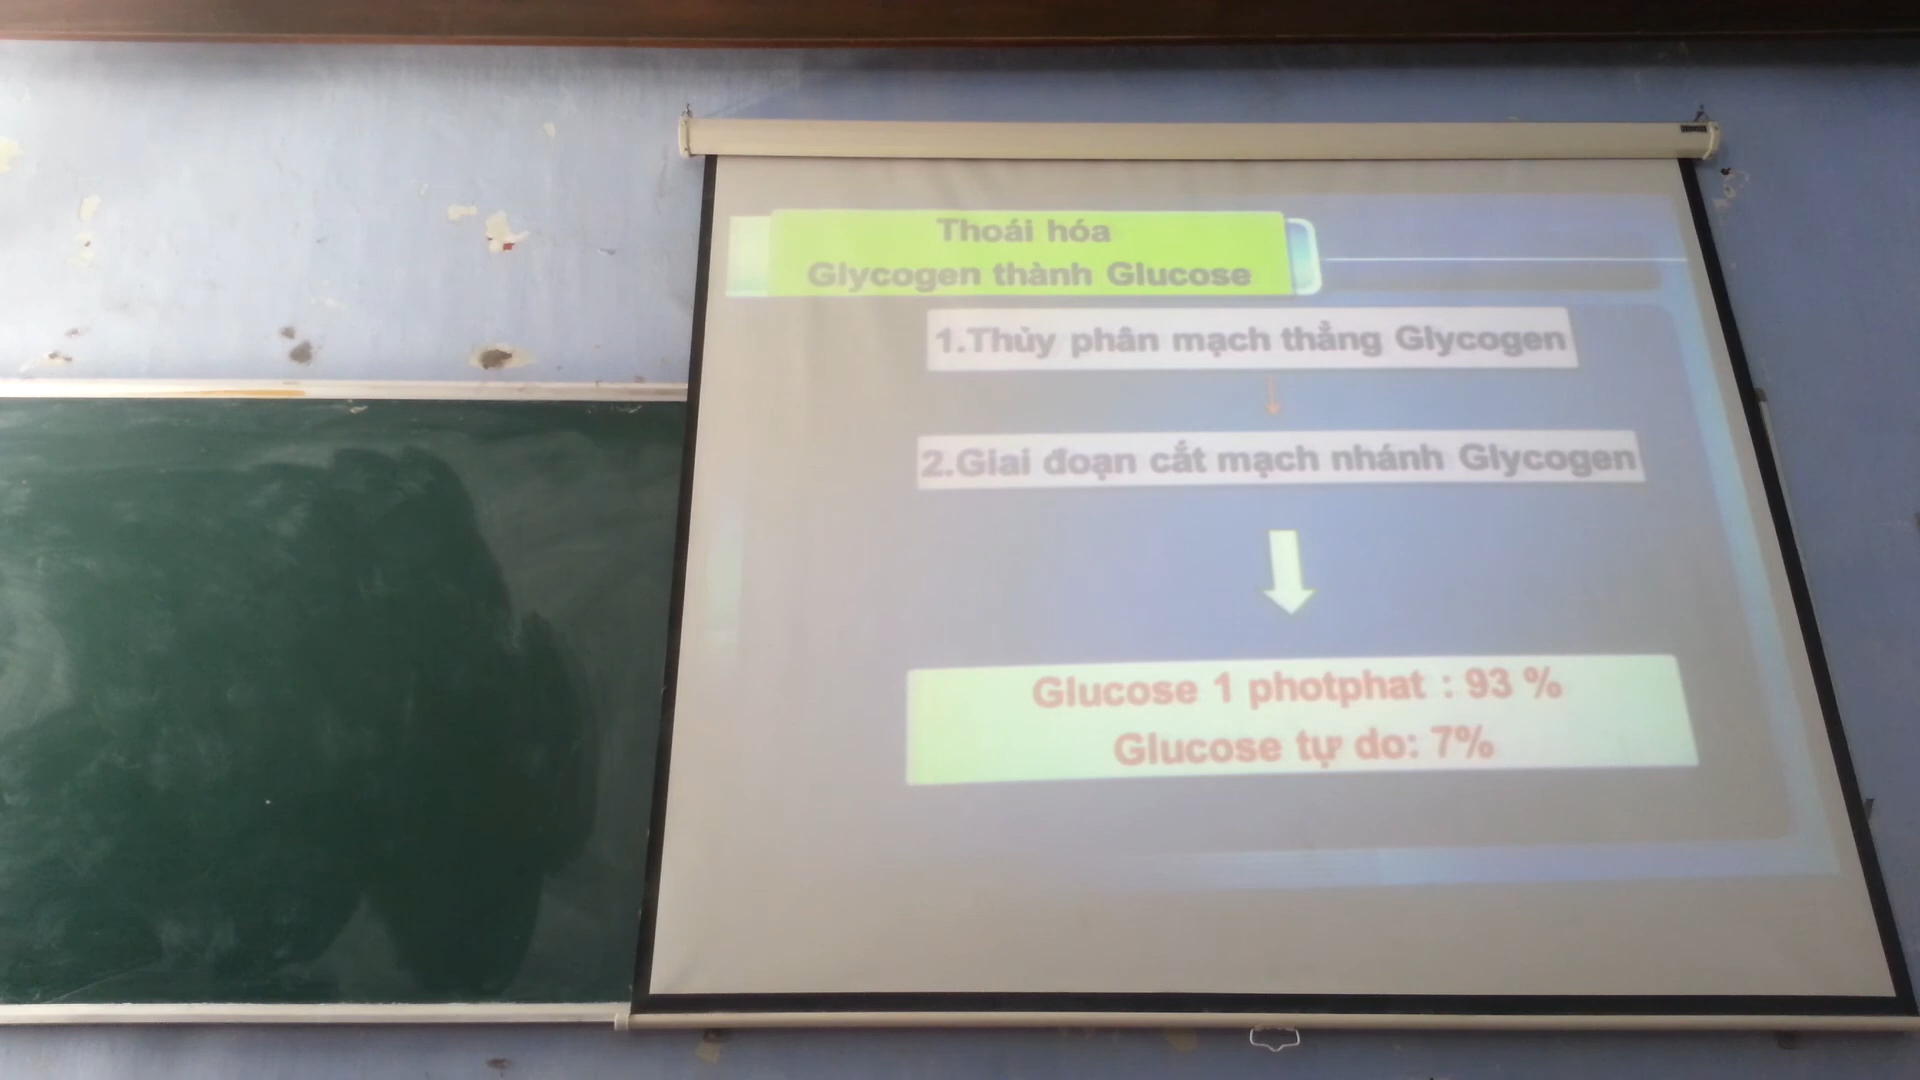 Thoái hóa
Glycogen thành Glucose
1.Thủy phân mạch thẳng Glycogen
2.Giai đoạn cắt mạch nhánh Glycogen
Glucose 1 photphat : 93 %
Glucose tự do: 7%